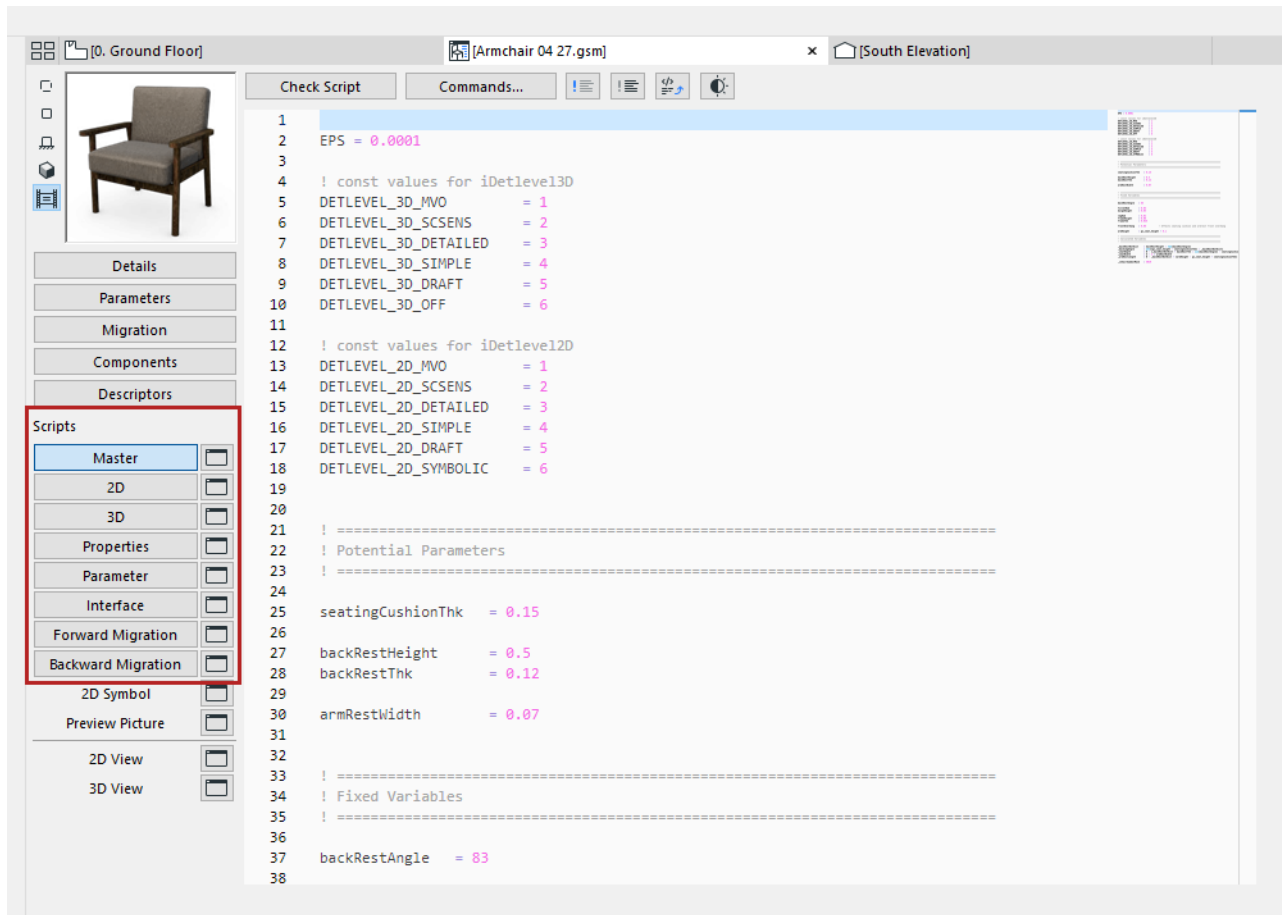 [0. Ground Floor]
[Armchair 04 27.gsm]
[South Elevation]
Check Script
Commands...
Details
Parameters
Migration
Components
Descriptors
Scripts
Master
2D
3D
Properties
Parameter
Interface
Forward Migration
Backward Migration
2D Symbol
Preview Picture
2D View
3D View
1
2 EPS = 0.0001
3
4 ! const values for iDetlevel3D
5 DETLEVEL_3D_MVO = 1
6 DETLEVEL_3D_SCSENS = 2
7 DETLEVEL_3D_DETAILED = 3
8 DETLEVEL_3D_SIMPLE = 4
9 DETLEVEL_3D_DRAFT = 5
10 DETLEVEL_3D_OFF = 6
11
12 ! const values for iDetlevel2D
13 DETLEVEL_2D_MVO = 1
14 DETLEVEL_2D_SCSENS = 2
15 DETLEVEL_2D_DETAILED = 3
16 DETLEVEL_2D_SIMPLE = 4
17 DETLEVEL_2D_DRAFT = 5
18 DETLEVEL_2D_SYMBOLIC = 6
19
20
21 ! ==============================================================================
22 ! Potential Parameters
23 ! ==============================================================================
24
25 seatingCushionThk = 0.15
26
27 backRestHeight = 0.5
28 backRestThk = 0.12
29
30 armRestWidth = 0.07
31
32
33 ! ==============================================================================
34 ! Fixed Variables
35 ! ==============================================================================
36
37 backRestAngle = 83
38